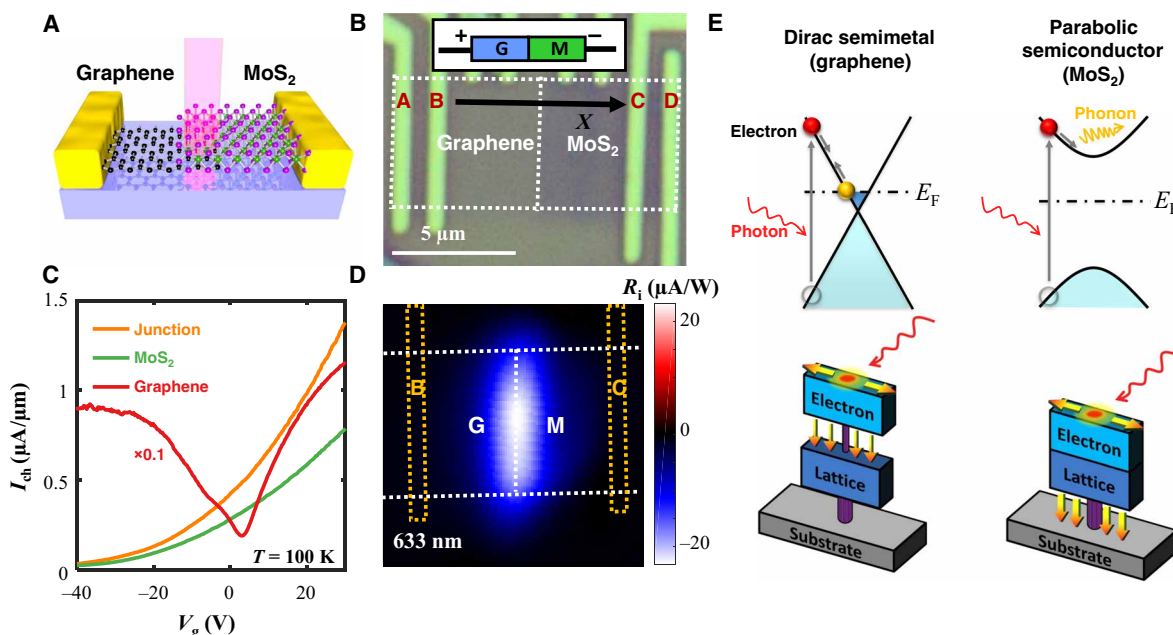 A
Graphene
MoS2
B
+
G
M
−
A
B
C
D
X
Graphene
MoS2
5 µm
C
1.5
1
0.5
0
Ich (µA/µm)
Junction
MoS2
Graphene
×0.1
T = 100 K
−40
−20
0
20
Vg (V)
D
Ri (µA/W)
20
0
−20
B
C
G
M
633 nm
E
Dirac semimetal
(graphene)
Electron
Photon
EF
Parabolic
semiconductor
(MoS2)
Phonon
Electron
Lattice
Substrate
Electron
Lattice
Substrate